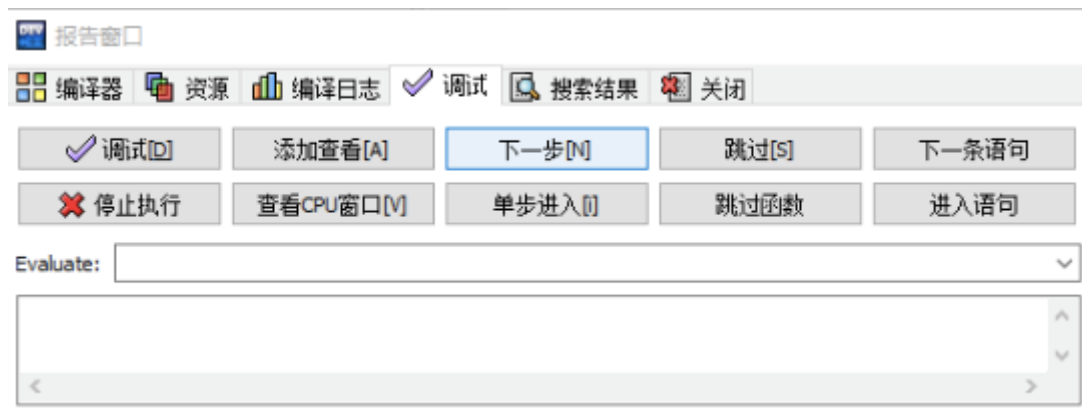 报告窗口
编译器 资源 编译日志 调试 搜索结果 关闭
调试[D] 添加查看[A] 下一步[N] 跳过[S] 下一条语句
停止执行 查看CPU窗口[V] 单步进入[i] 跳过函数 进入语句
Evaluate: